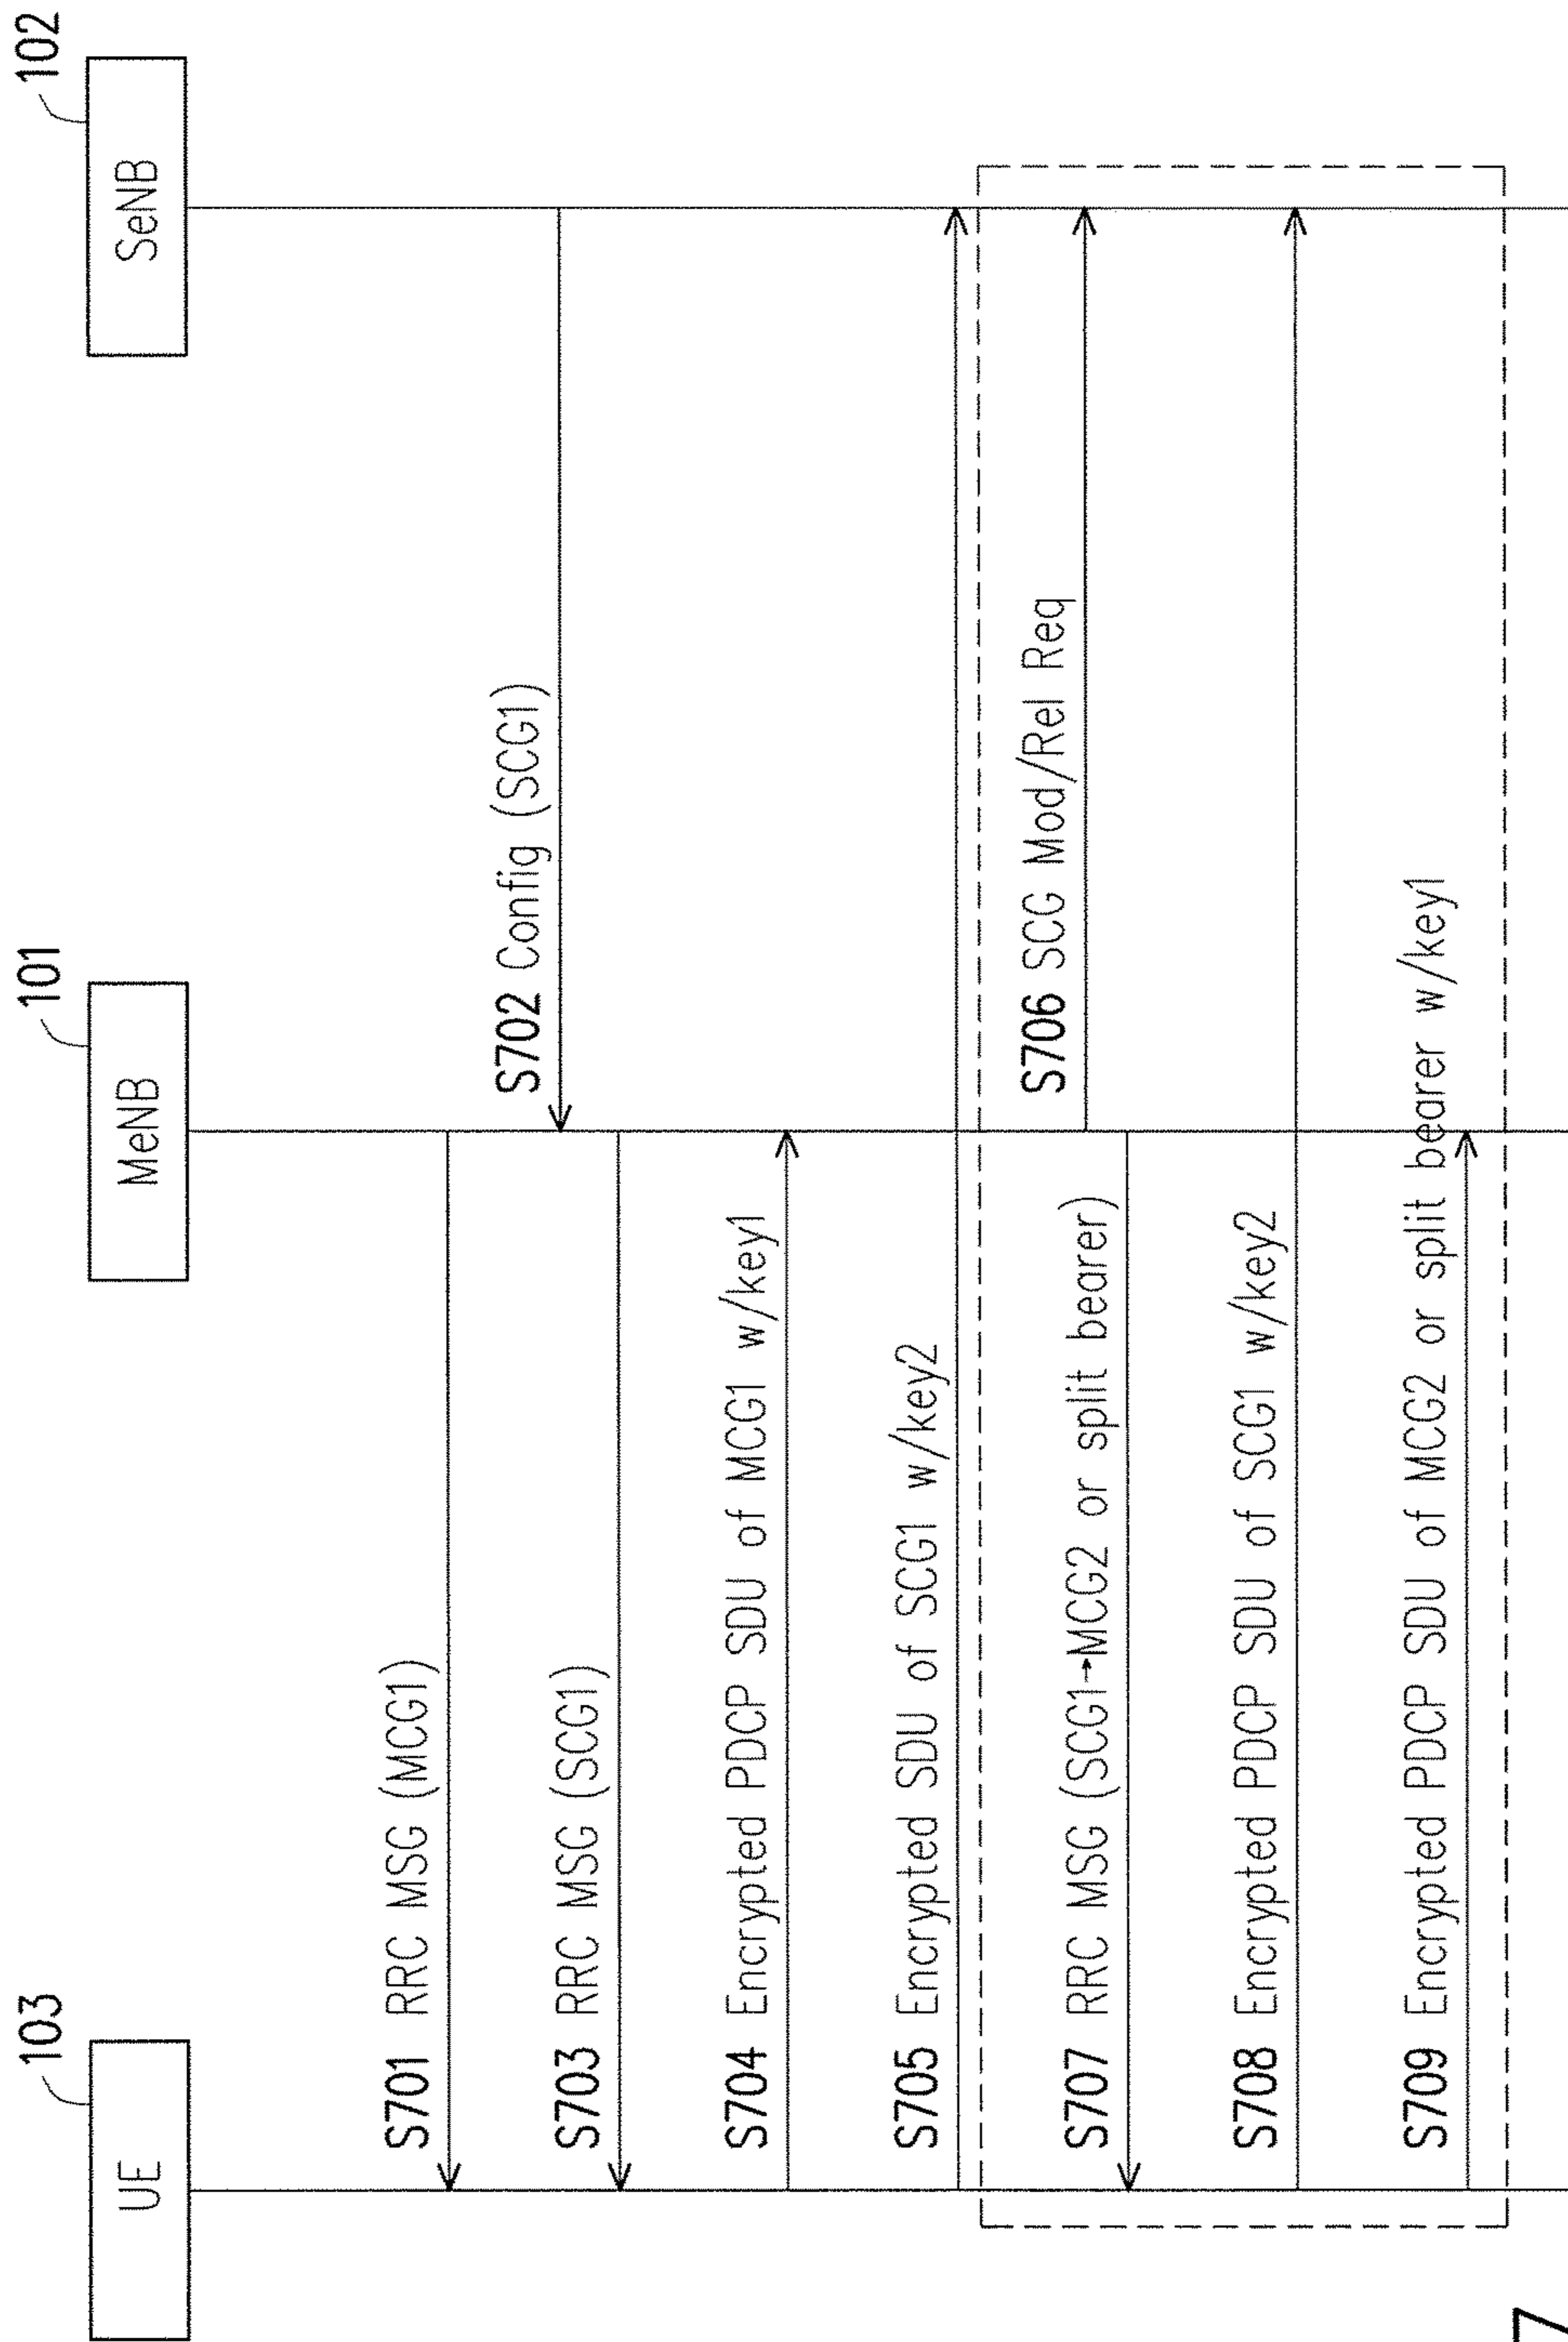 103
UE
101
MeNB
102
SeNB
S701 RRC MSG (MCG1)
S702 Config (SCG1)
S703 RRC MSG (SCG1)
S704 Encrypted PDCP SDU of MCG1 w/key1
S705 Encrypted SDU of SCG1 w/key2
S706 SCG Mod/Rel Req
S707 RRC MSG (SCG1→MCG2 or split bearer)
S708 Encrypted PDCP SDU of SCG1 w/key2
S709 Encrypted PDCP SDU of MCG2 or split bearer w/key1
7